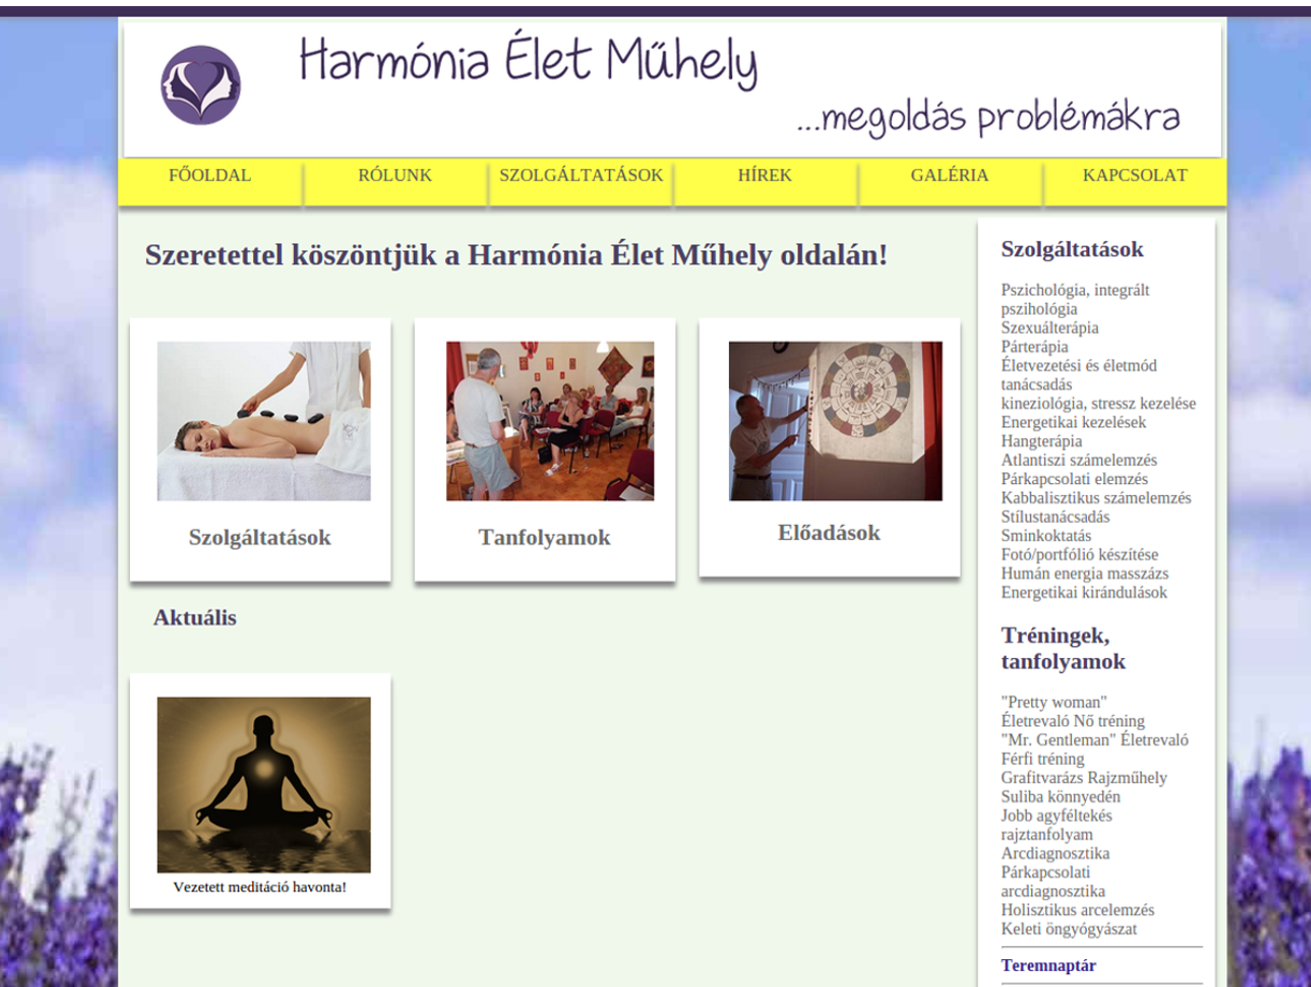 Harmónia Élet Műhely
...megoldás problémákra
FŐOLDAL
RÓLUNK
SZOLGÁLTATÁSOK
HÍREK
GALÉRIA
KAPCSOLAT
Szeretettel köszöntjük a Harmónia Élet Műhely oldalán!
Szolgáltatások
Tanfolyamok
Előadások
Aktuális
Vezetett meditáció havonta!
Szolgáltatások
Pszichológia, integrált
pszihológia
Szexuálterápia
Párterápia
Életvezetési és életmód
tanácsadás
kineziológia, stressz kezelése
Energetikai kezelések
Hangterápia
Atlantiszi számelemzés
Párkapcsolati elemzés
Kabbalisztikus számelemzés
Stílustanácsadás
Sminkoktatás
Fotó/portfólió készítése
Humán energia masszázs
Energetikai kirándulások
Tréningek,
tanfolyamok
"Pretty woman"
Életrevaló Nő tréning
"Mr. Gentleman" Életrevaló
Férfi tréning
Grafitvarázs Rajzműhely
Suliba könnyedén
Jobb agyféltekés
rajztanfolyam
Arcdiagnosztika
Párkapcsolati
arcdiagnosztika
Holisztikus arcelemzés
Keleti öngyógyászat
Teremnaptár